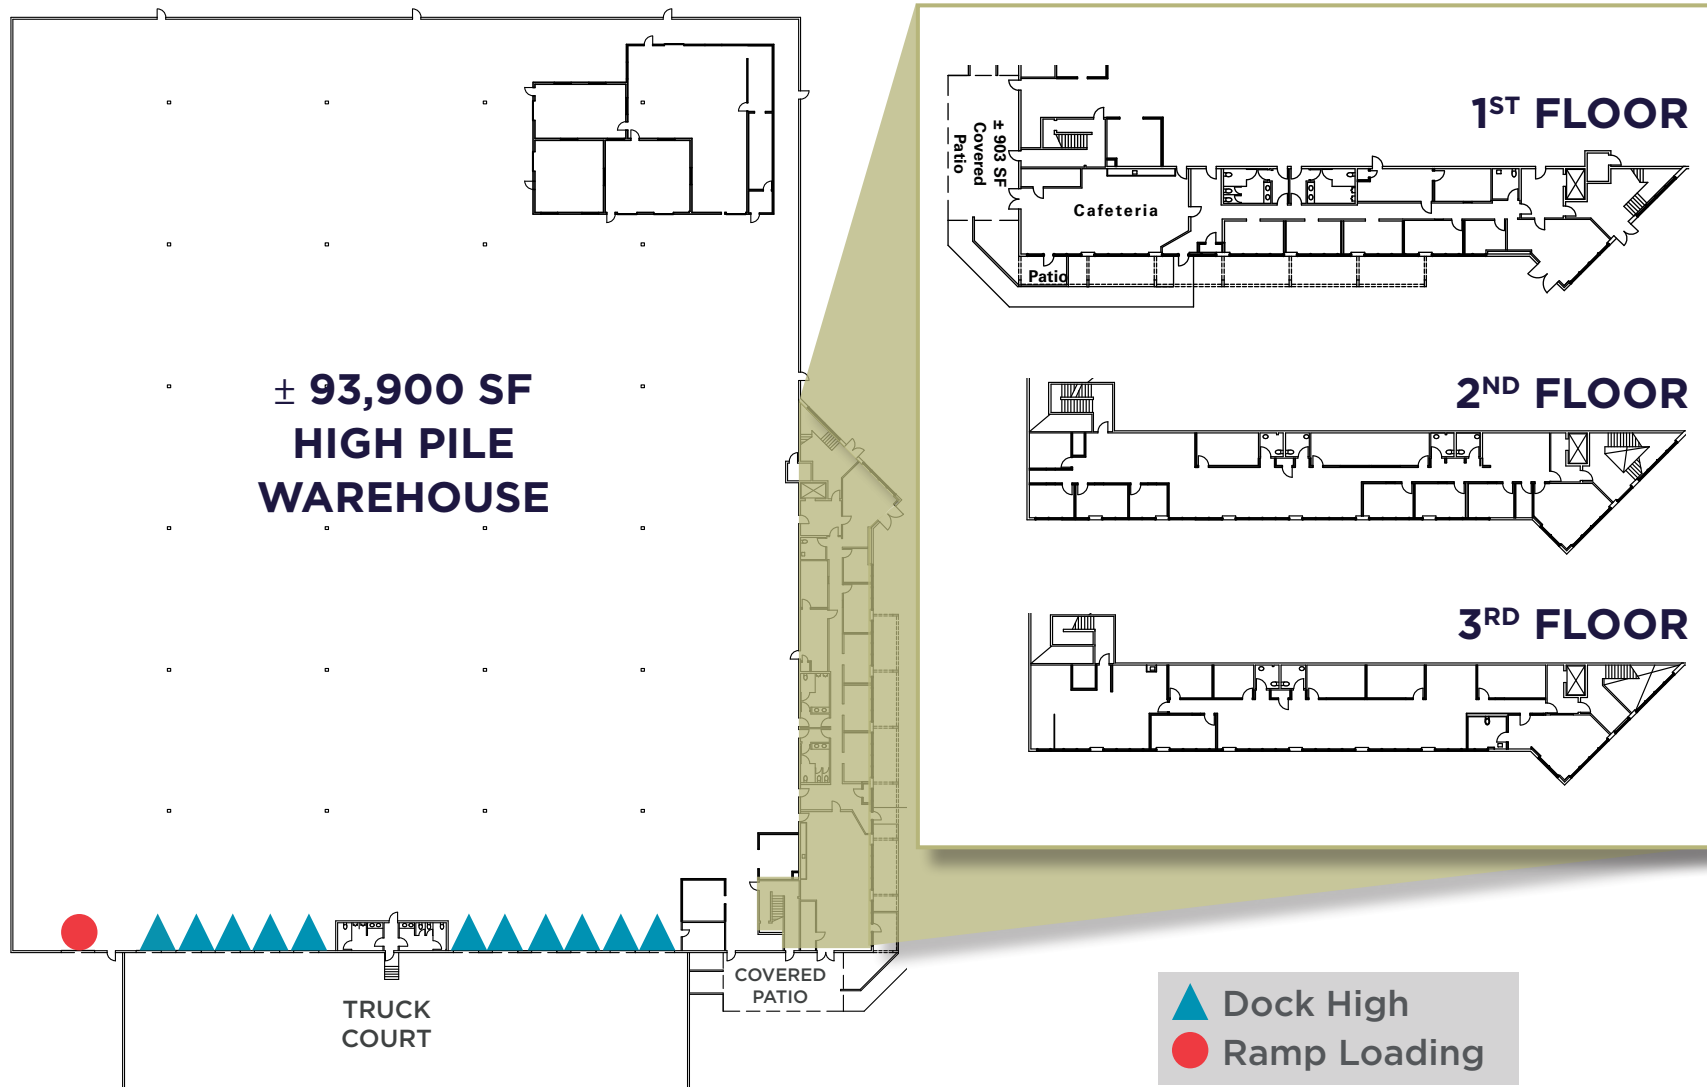 ± 93,900 SF
HIGH PILE
WAREHOUSE
TRUCK
COURT
COVERED
PATIO
1ST FLOOR
± 903 SF
Covered
Patio
Cafeteria
Patio
2ND FLOOR
3RD FLOOR
Dock High
Ramp Loading